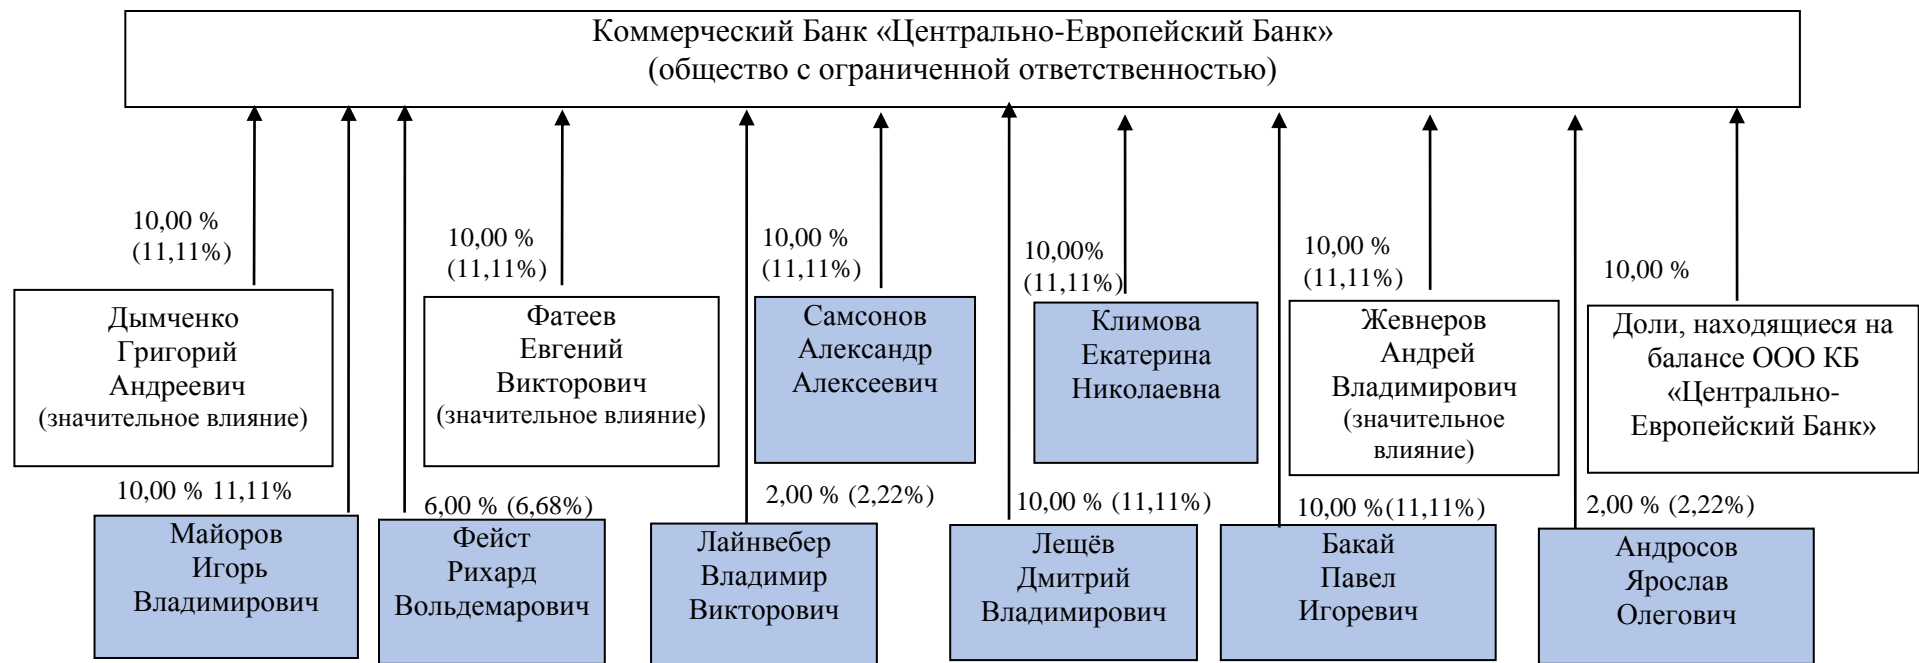 Коммерческий Банк «Центрально-Европейский Банк»
(общество с ограниченной ответственностью)
10,00 %
(11,11%)
10,00 %
(11,11%)
10,00 %
(11,11%)
10,00%
(11,11%)
10,00 %
(11,11%)
10,00 %
Дымченко
Григорий
Андреевич
(значительное влияние)
Фатеев
Евгений
Викторович
(значительное влияние)
Самсонов
Александр
Алексеевич
Климова
Екатерина
Николаевна
Жевнеров
Андрей
Владимирович
(значительное
влияние)
Доли, находящиеся на
балансе ООО КБ
«Центрально-
Европейский Банк»
10,00 % 11,11%
6,00 % (6,68%)
2,00 % (2,22%)
10,00 % (11,11%)
10,00 %(11,11%)
2,00 % (2,22%)
Майоров
Игорь
Владимирович
Фейст
Рихард
Вольдемарович
Лайнвебер
Владимир
Викторович
Лещёв
Дмитрий
Владимирович
Бакай
Павел
Игоревич
Андросов
Ярослав
Олегович